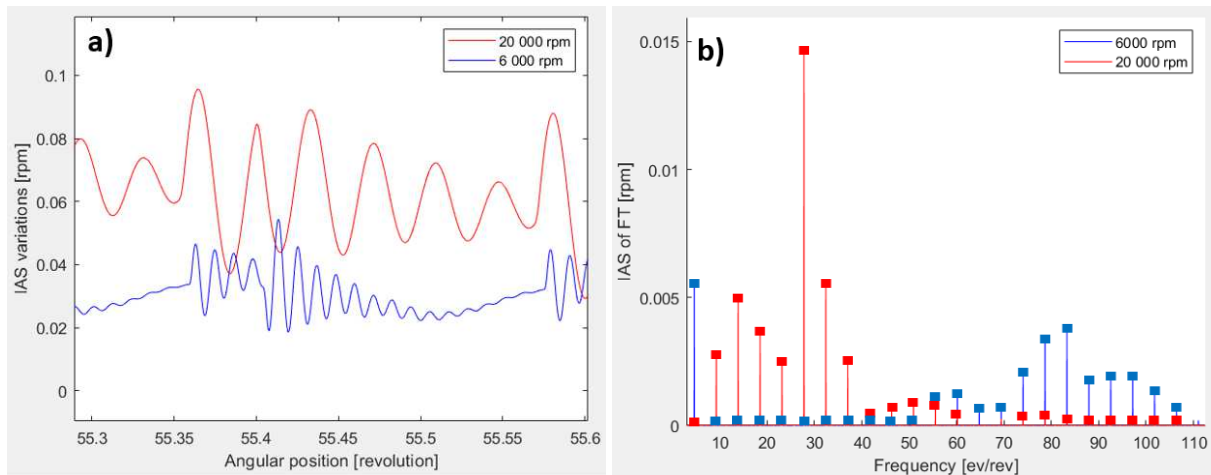 a)
20 000 rpm
6 000 rpm
IAS variations [rpm]
0.1
0.08
0.06
0.04
0.02
0
55.3
55.35
55.4
55.45
55.5
55.55
55.6
Angular position [revolution]
b)
6000 rpm
20 000 rpm
IAS of FT [rpm]
0.015
0.01
0.005
0
10
20
30
40
50
60
70
80
90
100
110
Frequency [ev/rev]